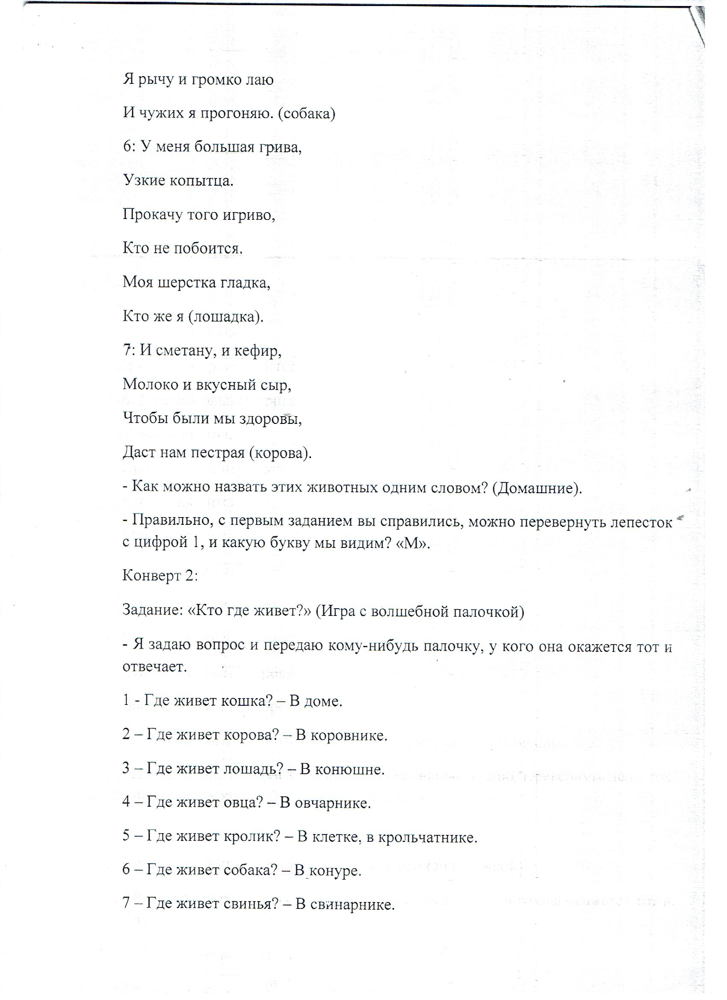 Я рычу и громко лаю
И чужих я прогоняю. (собака)
6: У меня большая грива,
Узкие копытца.
Прокачу того игриво,
Кто не побоится.
Моя шерстка гладка,
Кто же я (лошадка).
7: И сметану, и кефир,
Молоко и вкусный сыр,
Чтобы были мы здоровы,
Даст нам пестрая (корова).
- Как можно назвать этих животных одним словом? (Домашние).
- Правильно, с первым заданием вы справились, можно перевернуть лепесток
с цифрой 1, и какую букву мы видим? «М».
Конверт 2:
Задание: «Кто где живет?» (Игра с волшебной палочкой)
- Я задаю вопрос и передаю кому-нибудь палочку, у кого она окажется тот и
отвечает.
1 - Где живет кошка? – В доме.
2 – Где живет корова? – В коровнике.
3 – Где живет лошадь? – В конюшне.
4 – Где живет овца? – В овчарнике.
5 – Где живет кролик? – В клетке, в крольчатнике.
6 – Где живет собака? – В конуре.
7 – Где живет свинья? – В свинарнике.